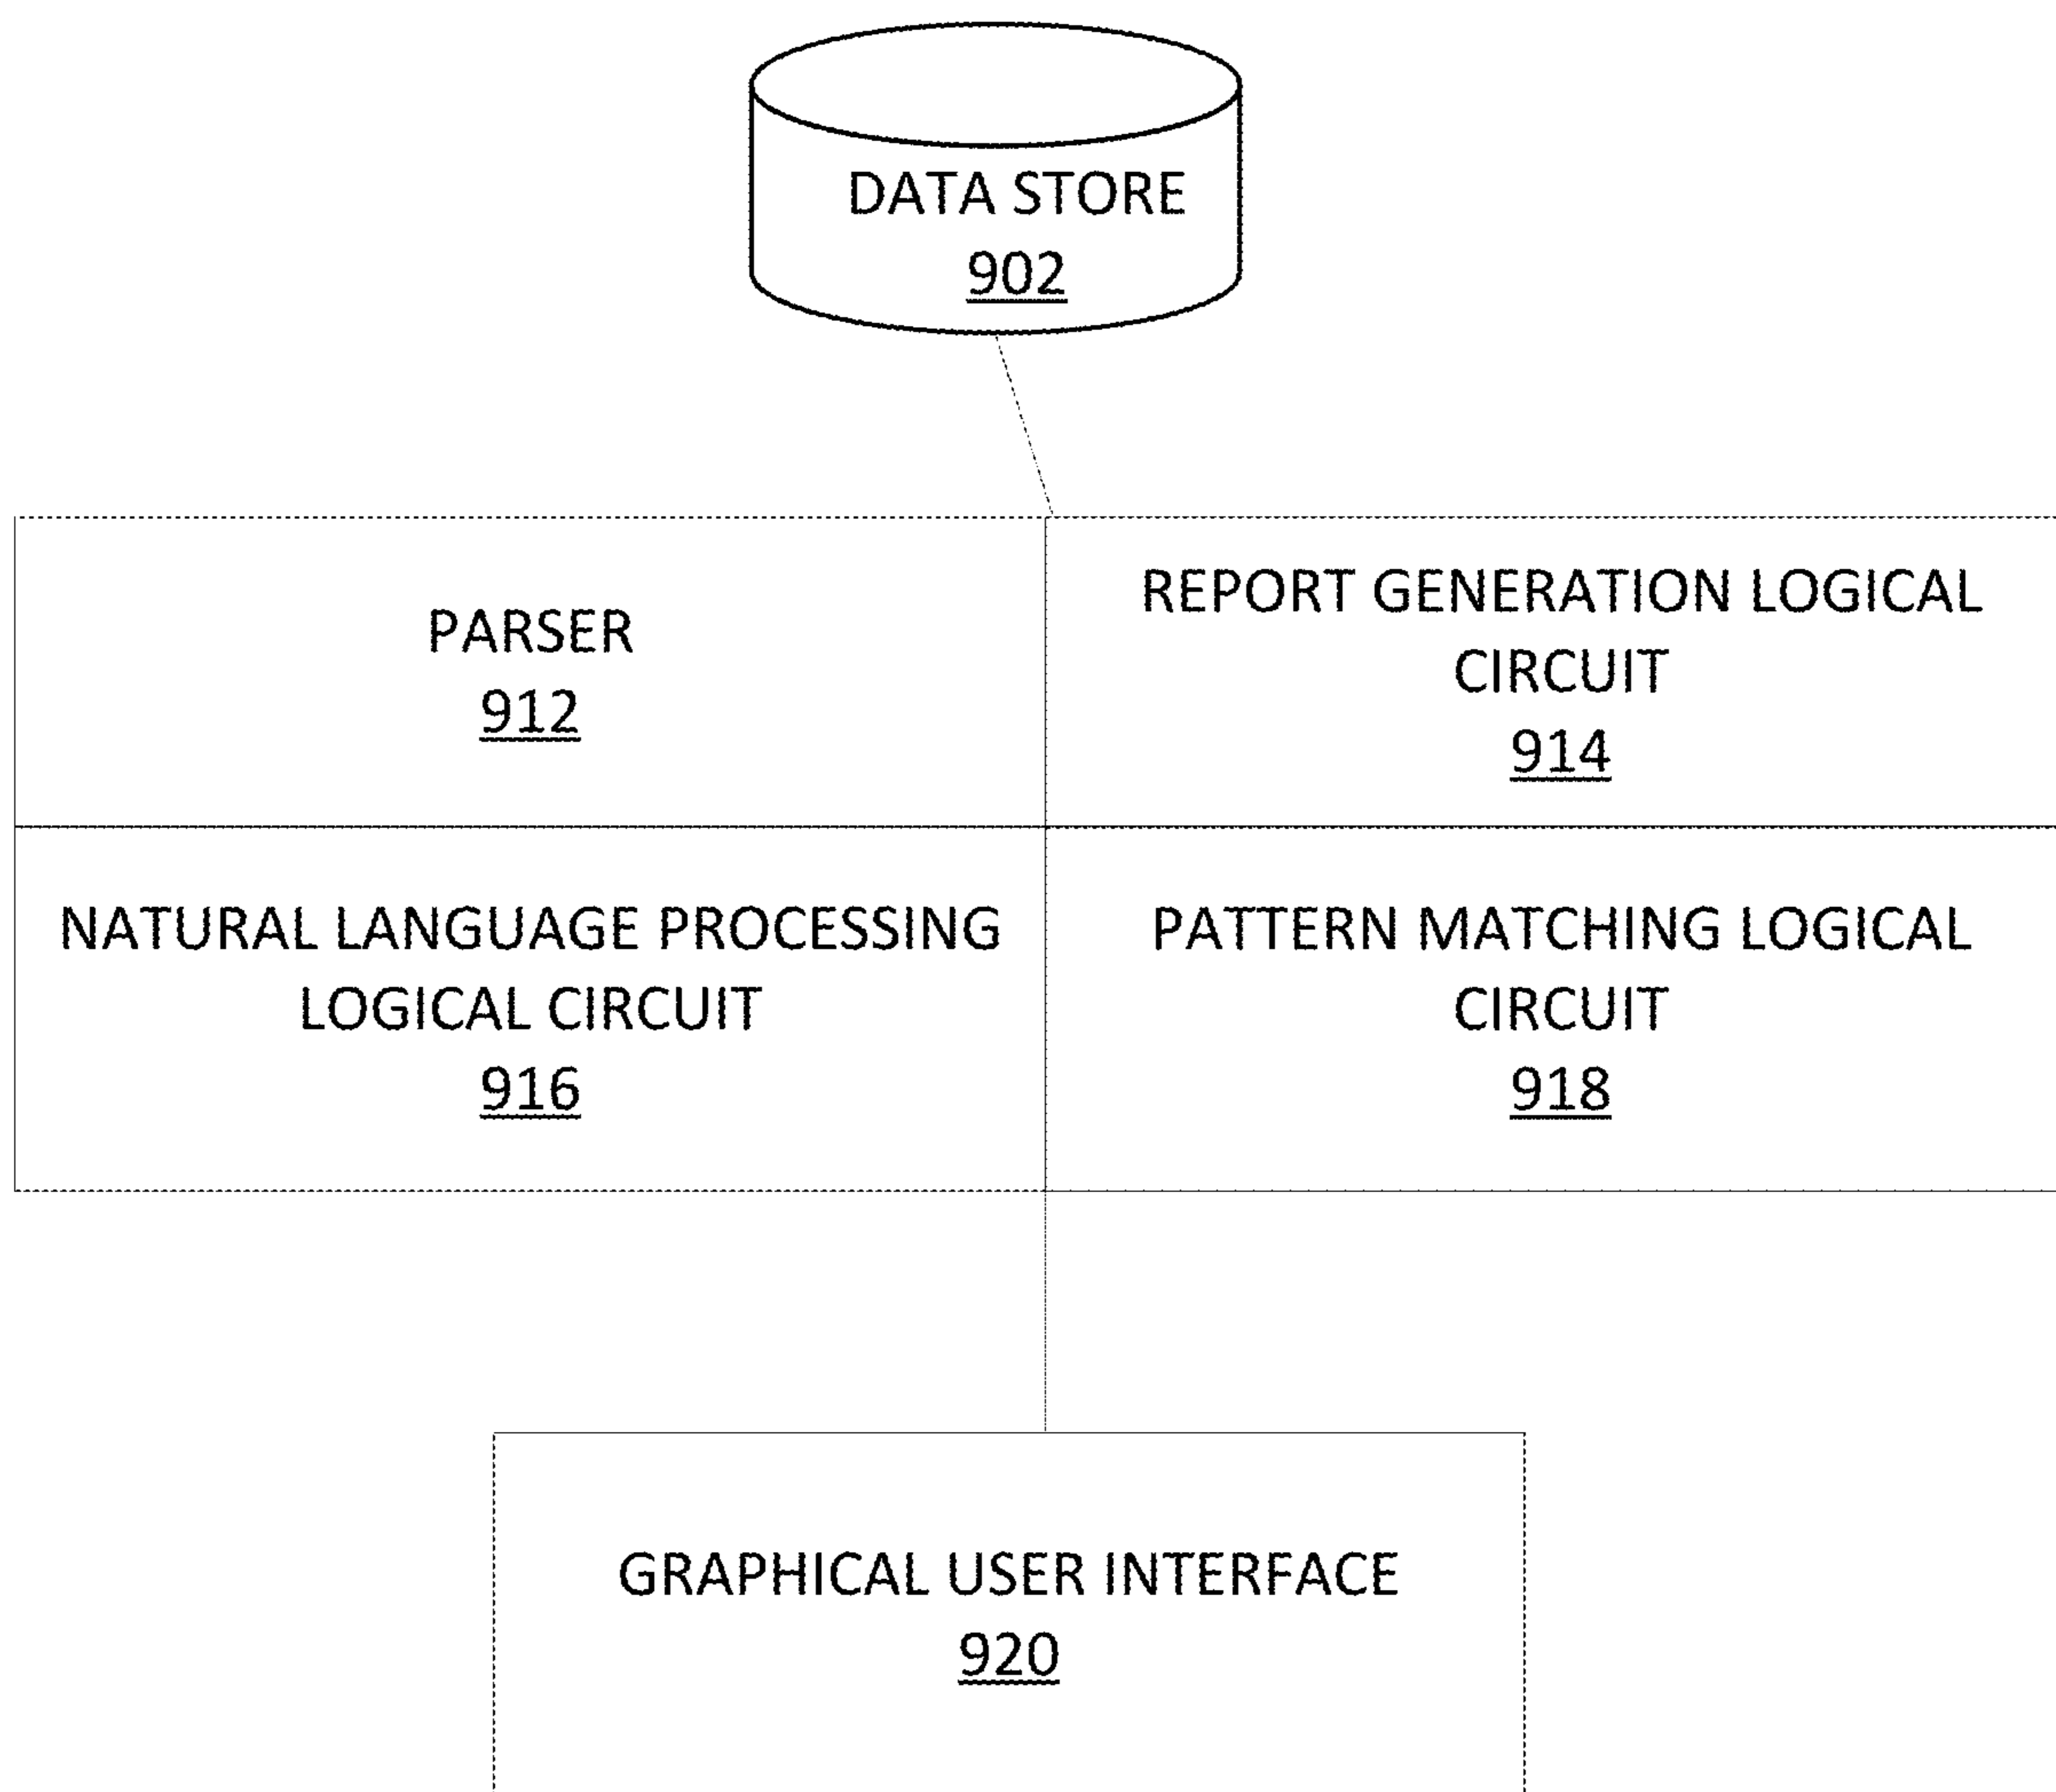 DATA STORE
902
PARSER
912
REPORT GENERATION LOGICAL
CIRCUIT
914
NATURAL LANGUAGE PROCESSING
LOGICAL CIRCUIT
916
PATTERN MATCHING LOGICAL
CIRCUIT
918
GRAPHICAL USER INTERFACE
920